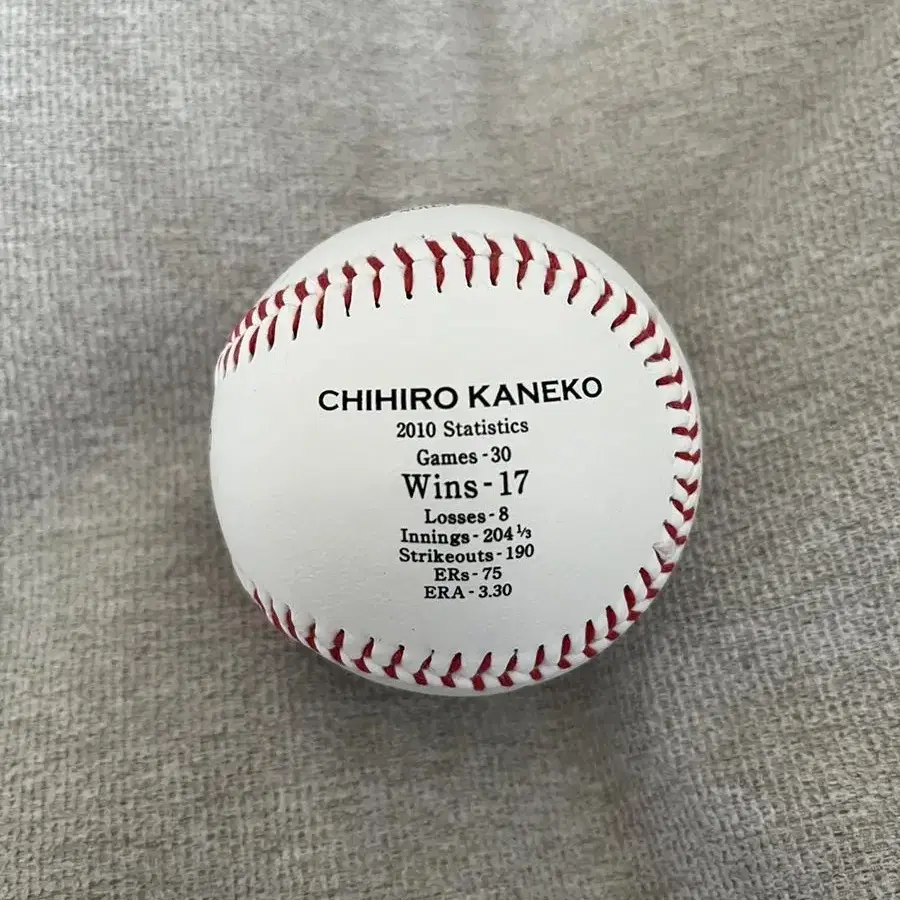 CHIHIRO KANEKO
2010 Statistics
Games - 30
Wins - 17
Losses - 8
Innings - 204 ⅓
Strikeouts - 190
ERs - 75
ERA - 3.30